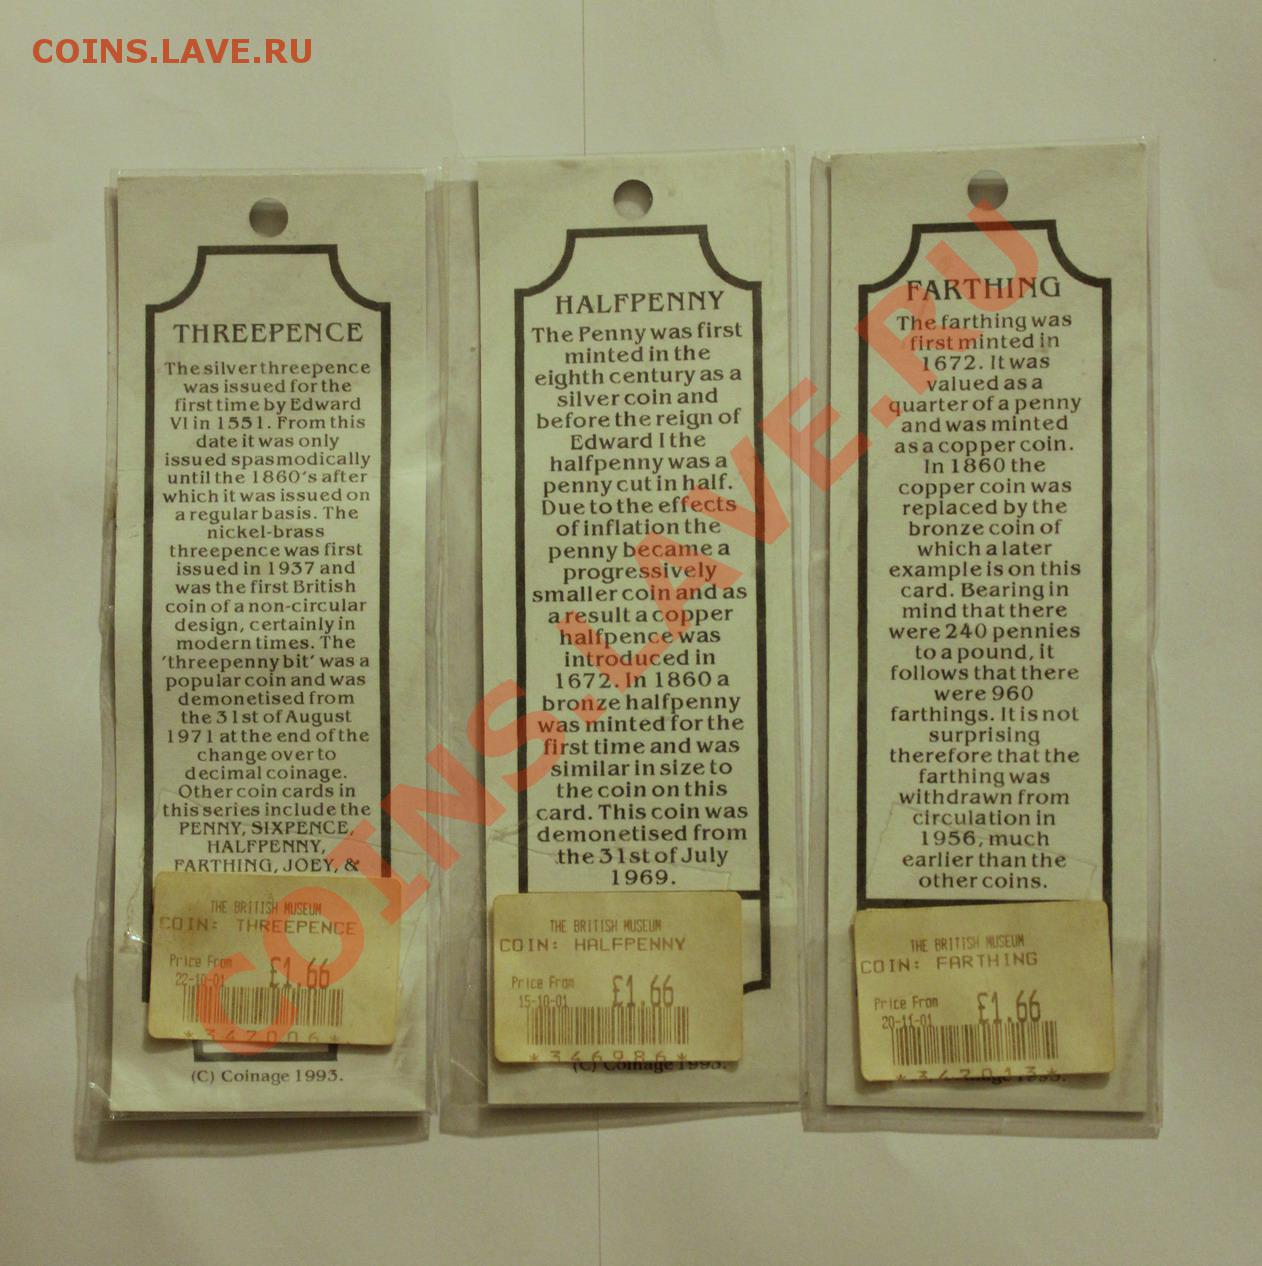 COINS.LAVE.RU
THREEPENCE
The silver threepence
was issued for the
first time by Edward
VI in 1551. From this
date it was only
issued spasmodically
until the 1860's after
which it was issued on
a regular basis. The
nickel-brass
threepence was first
issued in 1937 and
was the first British
coin of a non-circular
design, certainly in
modern times. The
'threepenny bit' was a
popular coin and was
demonetised from
the 31st of August
1971 at the end of the
change over to
decimal coinage.
Other coin cards in
this series include the
PENNY, SIXPENCE,
HALFPENNY,
FARTHING, JOEY, &
THE BRITISH MUSEUM
COIN: THREEPENCE
Price From
22-10-01 £1.66
*347006*
(C) Coinage 1993.
HALFPENNY
The Penny was first
minted in the
eighth century as a
silver coin and
before the reign of
Edward I the
halfpenny was a
penny cut in half.
Due to the effects
of inflation the
penny became a
progressively
smaller coin and as
a result a copper
halfpence was
introduced in
1672. In 1860 a
bronze halfpenny
was minted for the
first time and was
similar in size to
the coin on this
card. This coin was
demonetised from
the 31st of July
1969.
THE BRITISH MUSEUM
COIN: HALFPENNY
Price From
15-10-01 £1.66
*346986*
(C) Coinage 1993.
FARTHING
The farthing was
first minted in
1672. It was
valued as a
quarter of a penny
and was minted
as a copper coin.
In 1860 the
copper coin was
replaced by the
bronze coin of
which a later
example is on this
card. Bearing in
mind that there
were 240 pennies
to a pound, it
follows that there
were 960
farthings. It is not
surprising
therefore that the
farthing was
withdrawn from
circulation in
1956, much
earlier than the
other coins.
THE BRITISH MUSEUM
COIN: FARTHING
Price From
20-11-01 £1.66
*347013*
COINS.LAVE.RU